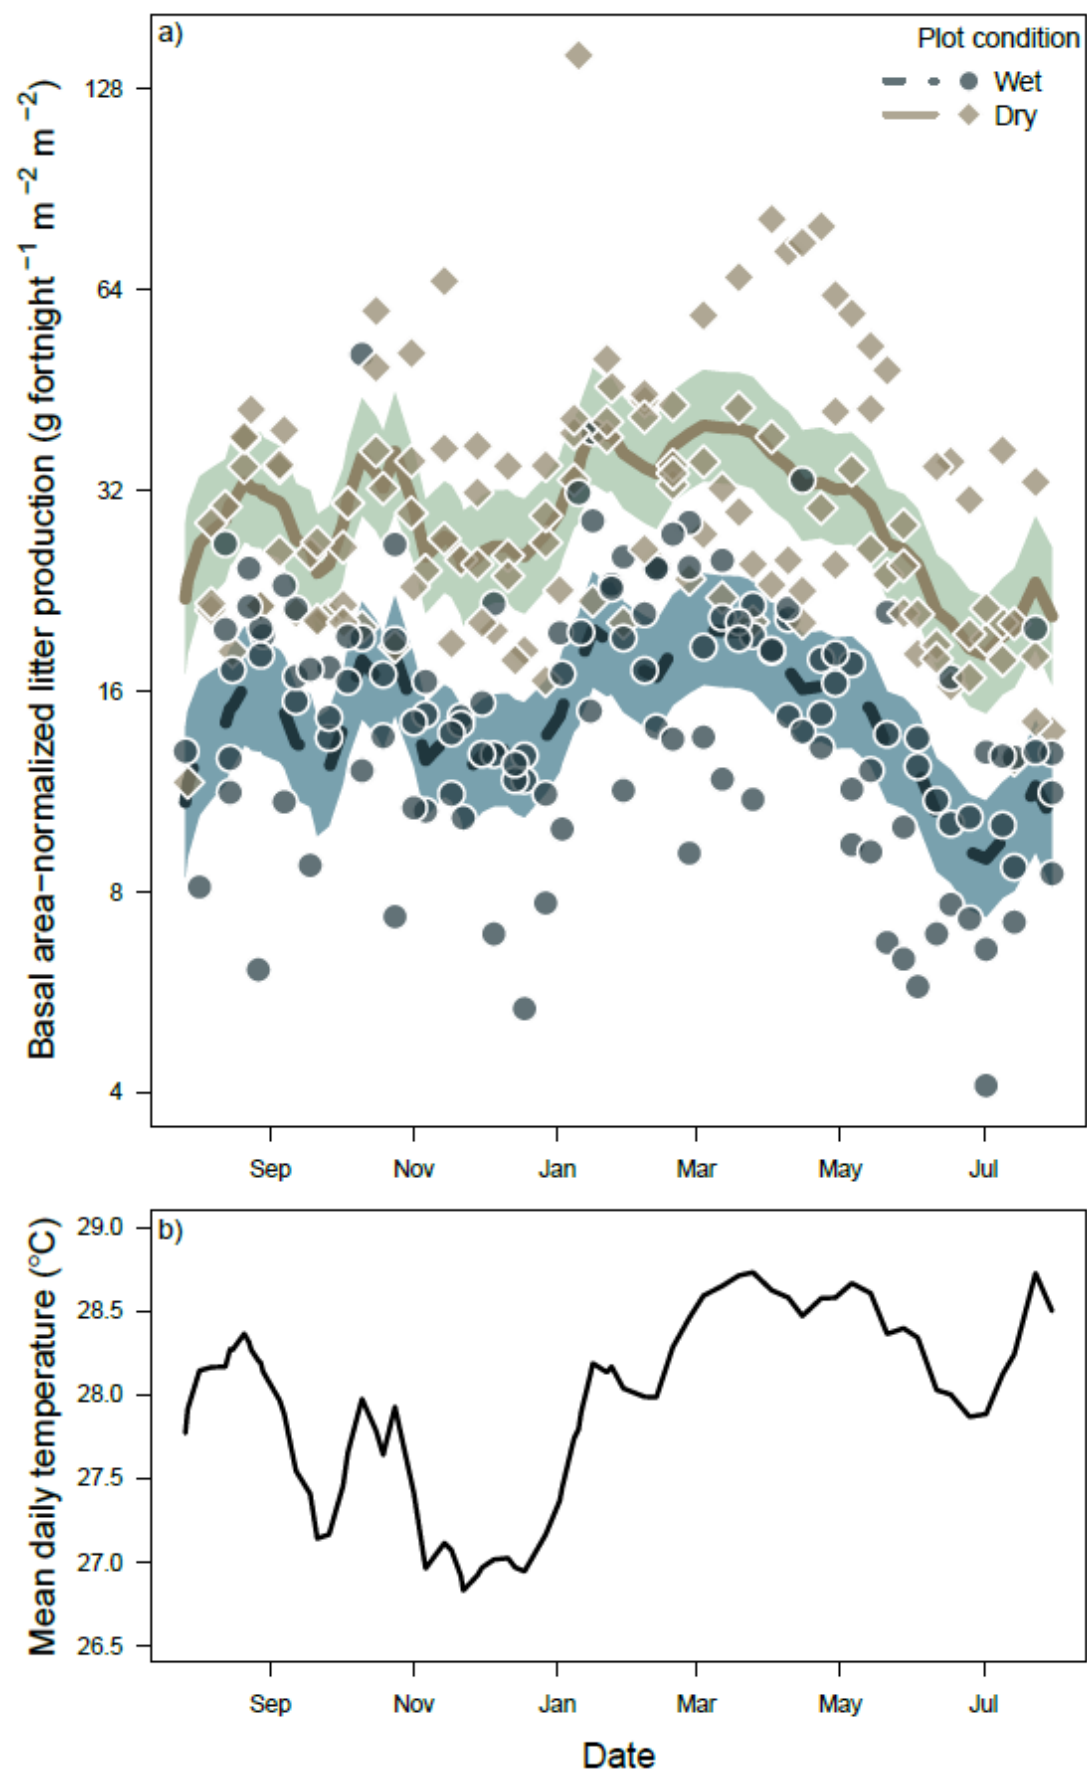 a)
Plot condition
Wet
Dry
Basal area−normalized litter production (g fortnight⁻¹ m⁻² m⁻²)
128
64
32
16
8
4
Sep Nov Jan Mar May Jul
b)
Mean daily temperature (°C)
29.0
28.5
28.0
27.5
27.0
26.5
Sep Nov Jan Mar May Jul
Date